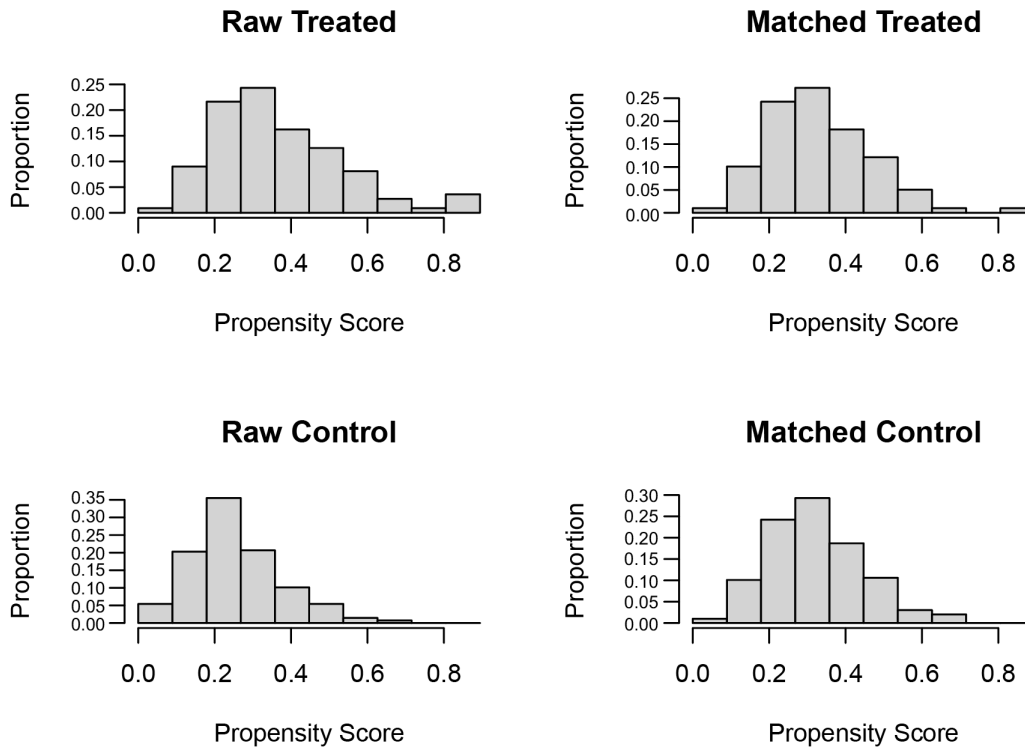 Raw Treated
Proportion
0.25
0.20
0.15
0.10
0.05
0.00
0.0 0.2 0.4 0.6 0.8
Propensity Score
Matched Treated
Proportion
0.25
0.20
0.15
0.10
0.05
0.00
0.0 0.2 0.4 0.6 0.8
Propensity Score
Raw Control
Proportion
0.35
0.30
0.25
0.20
0.15
0.10
0.05
0.00
0.0 0.2 0.4 0.6 0.8
Propensity Score
Matched Control
Proportion
0.30
0.25
0.20
0.15
0.10
0.05
0.00
0.0 0.2 0.4 0.6 0.8
Propensity Score